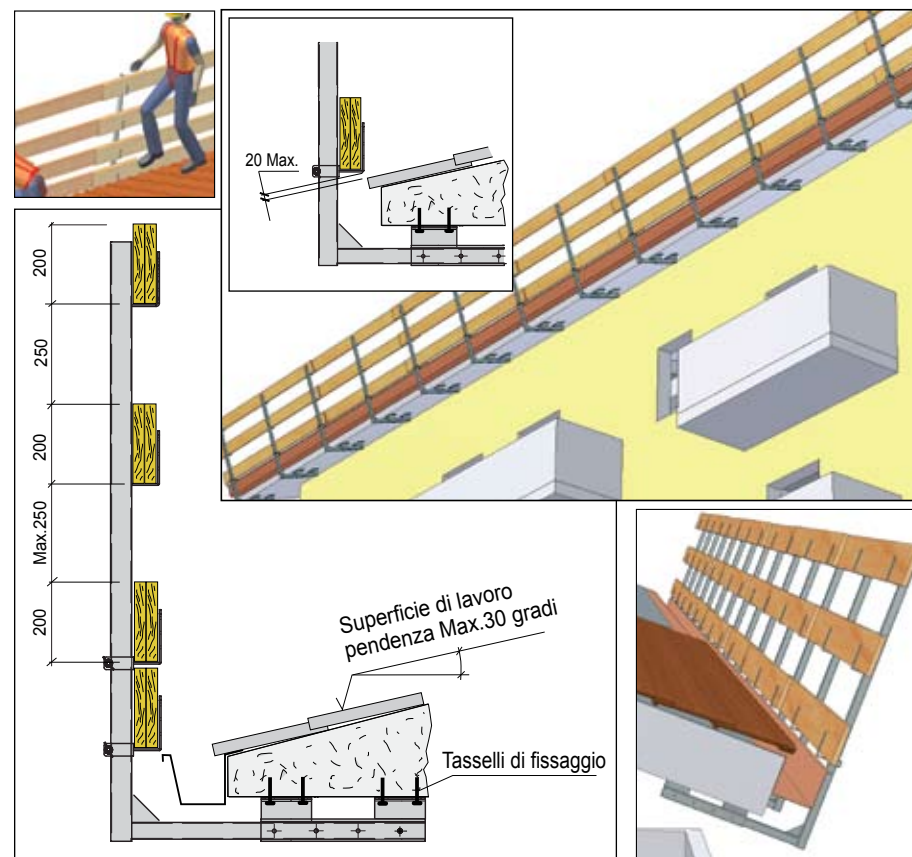 20 Max.
200
250
200
Max.250
200
Superficie di lavoro
pendenza Max.30 gradi
Tasselli di fissaggio